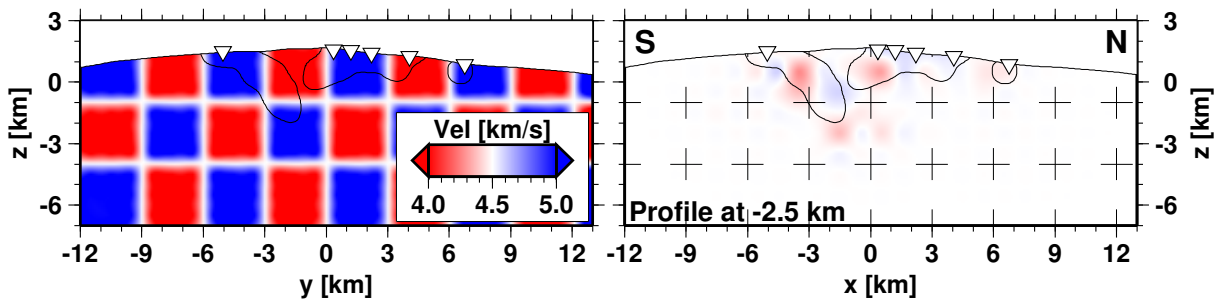 3
0
-3
-6
z [km]
-12 -9 -6 -3 0 3 6 9 12
y [km]
Vel [km/s]
4.0 4.5 5.0
S N
Profile at -2.5 km
-12 -9 -6 -3 0 3 6 9 12
x [km]
3
0
-3
-6
z [km]